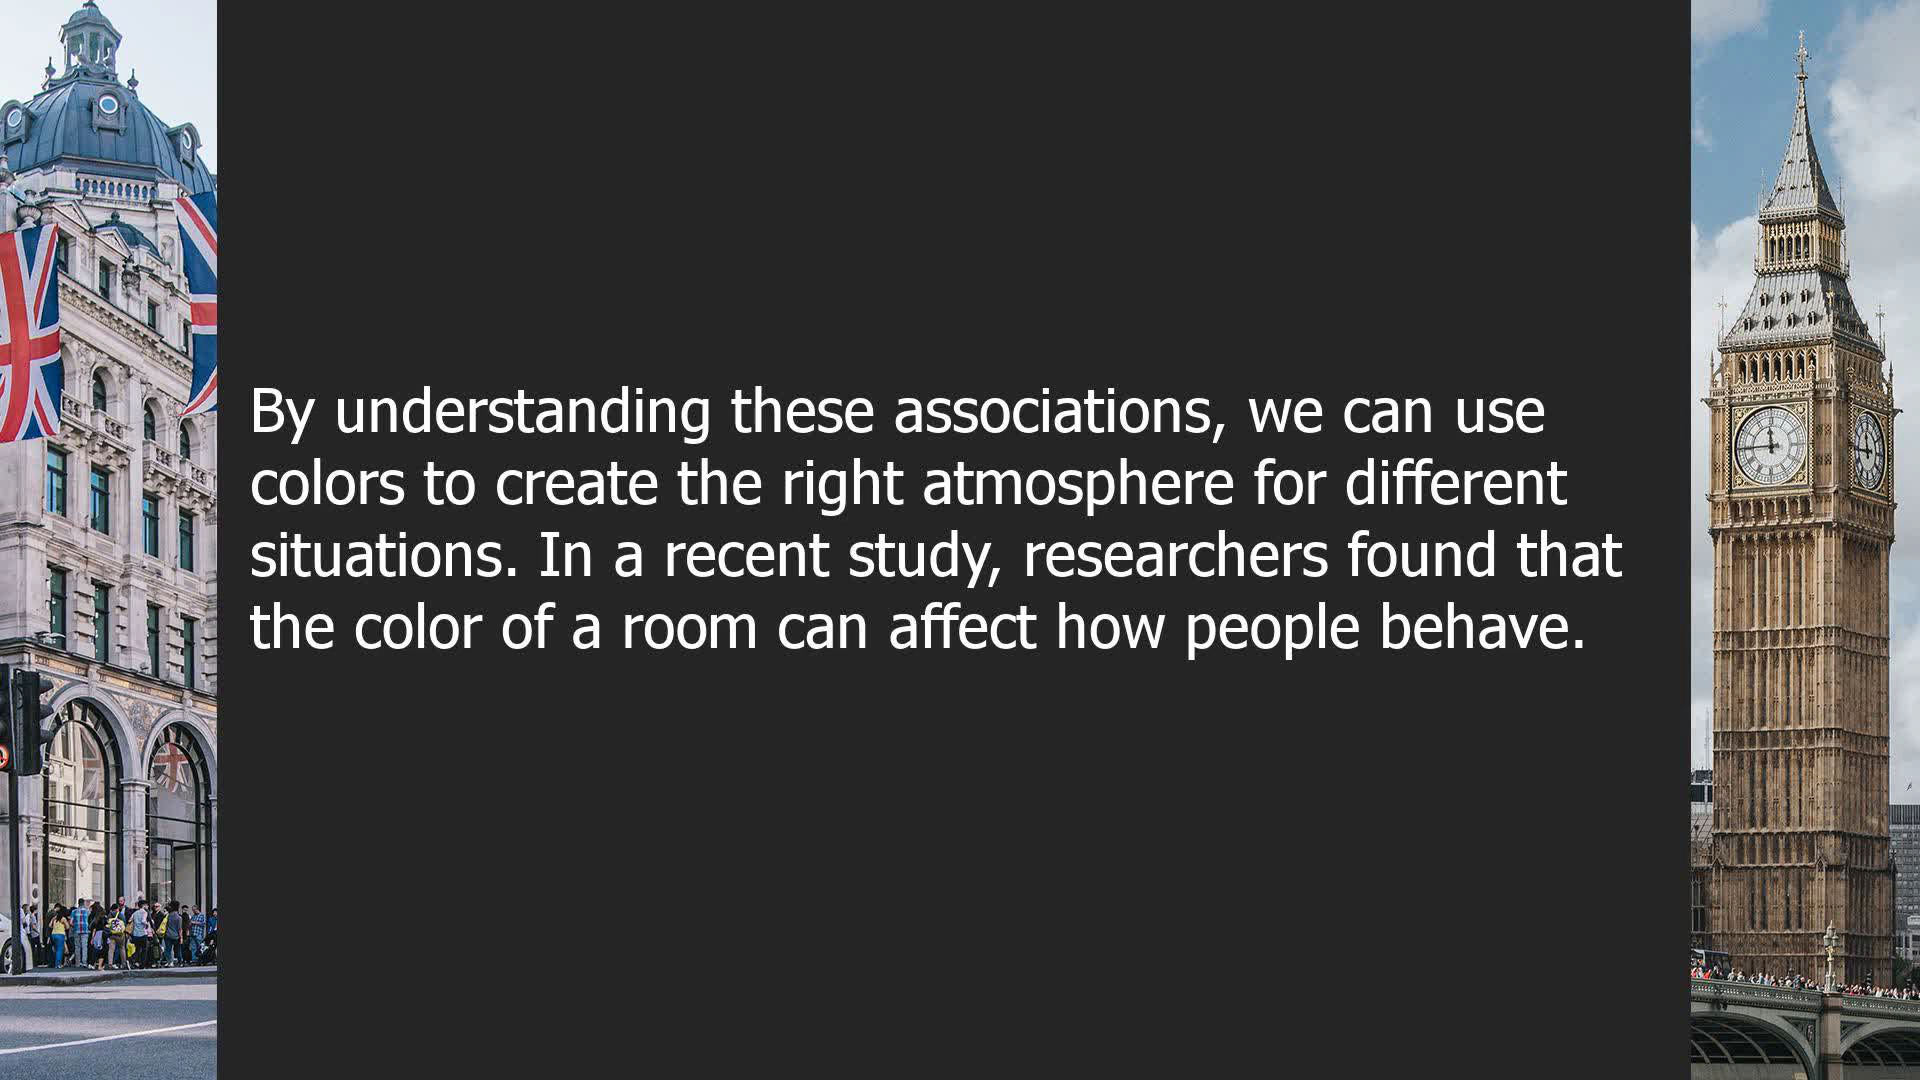 By understanding these associations, we can use
colors to create the right atmosphere for different
situations. In a recent study, researchers found that
the color of a room can affect how people behave.